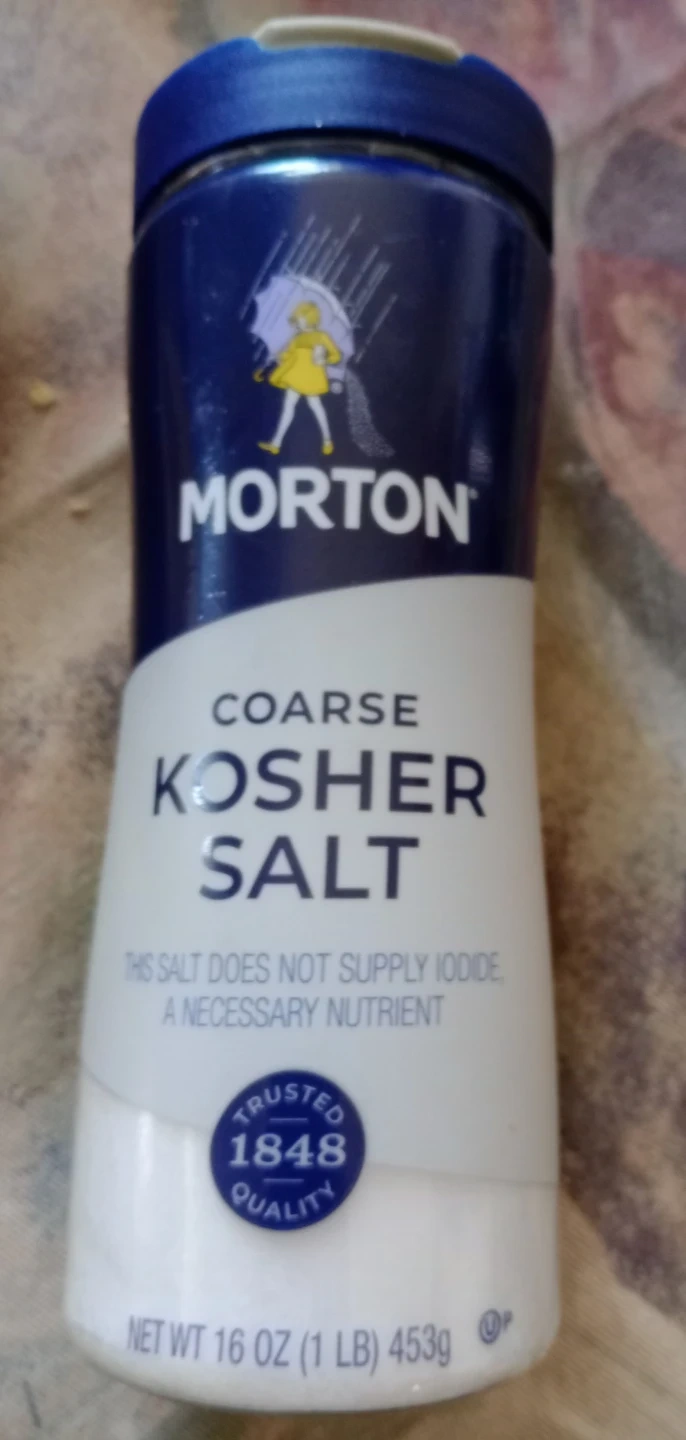 MORTON®
COARSE
KOSHER
SALT
THIS SALT DOES NOT SUPPLY IODIDE,
A NECESSARY NUTRIENT
TRUSTED
1848
QUALITY
NET WT 16 OZ (1 LB) 453g
U P